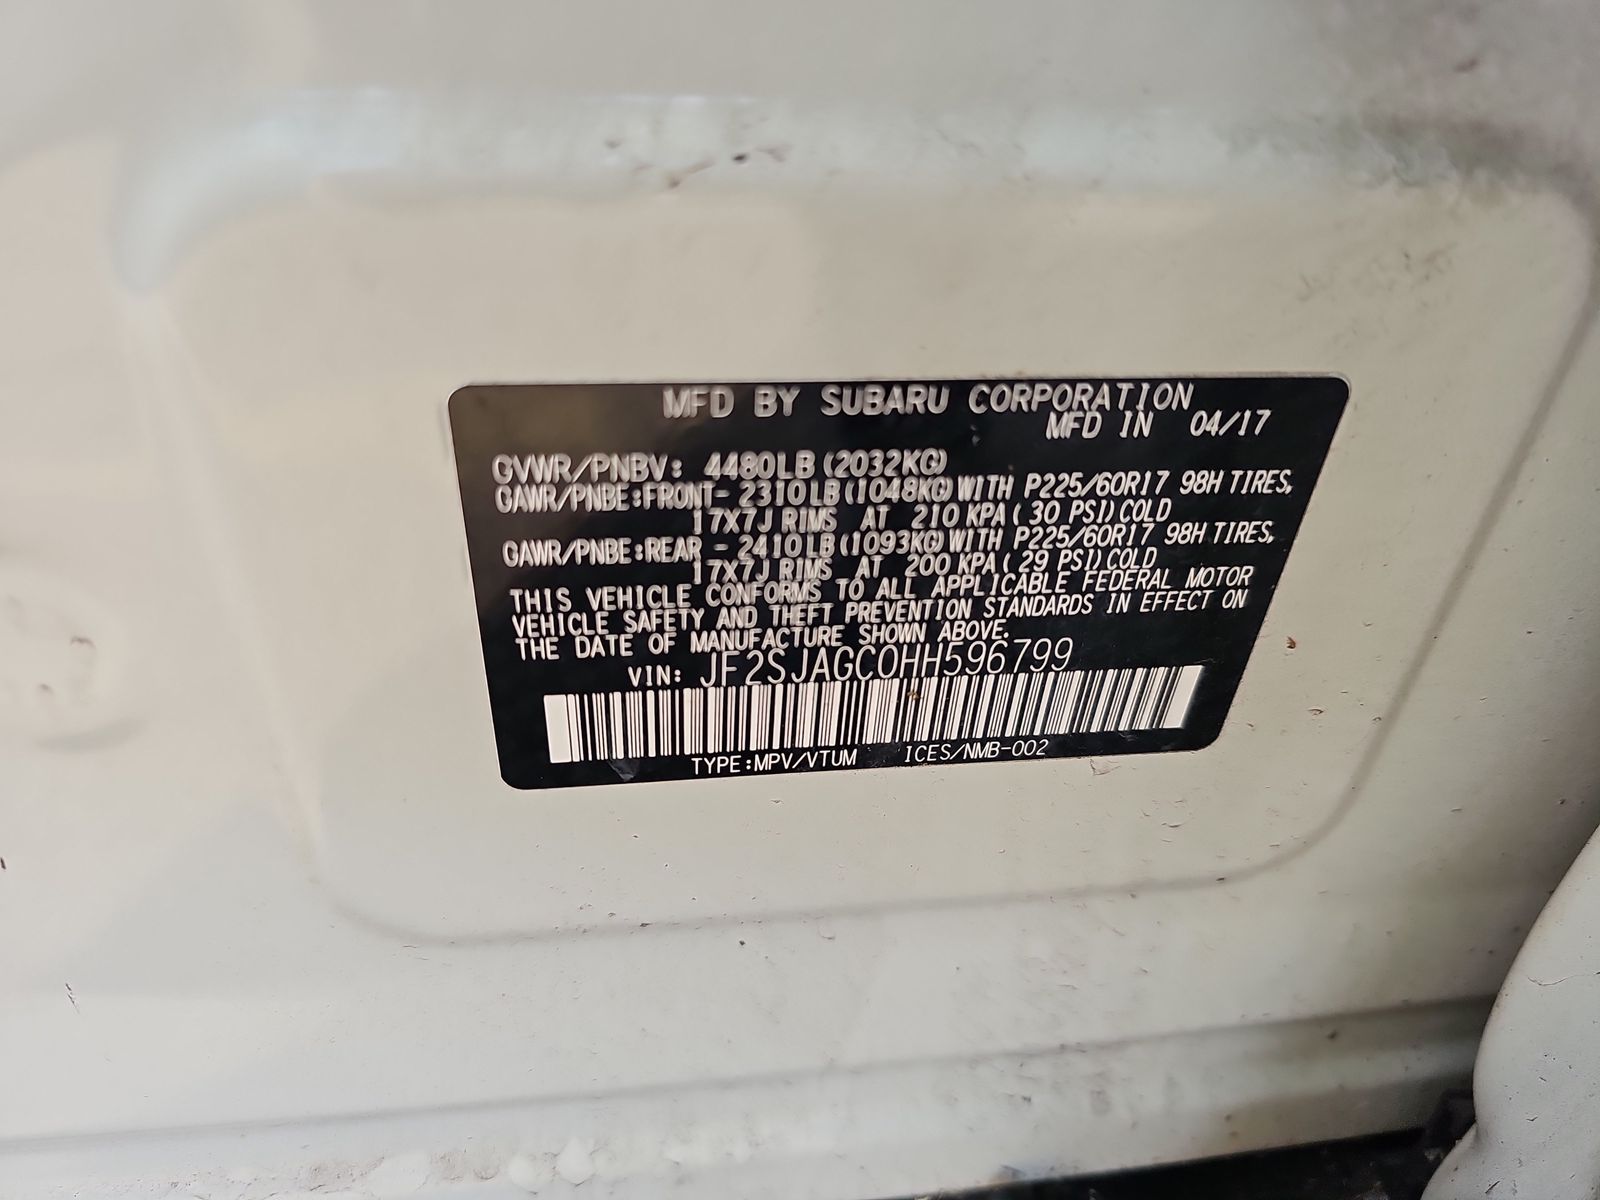 MFD BY SUBARU CORPORATION
MFD IN 04/17
GVWR/PNBV: 4480LB (2032KG)
GAWR/PNBE:FRONT- 2310LB(1048KG)WITH P225/60R17 98H TIRES,
17X7J RIMS AT 210 KPA( 30 PSI)COLD
GAWR/PNBE:REAR - 2410LB(1093KG)WITH P225/60R17 98H TIRES,
17X7J RIMS AT 200 KPA( 29 PSI)COLD
THIS VEHICLE CONFORMS TO ALL APPLICABLE FEDERAL MOTOR
VEHICLE SAFETY AND THEFT PREVENTION STANDARDS IN EFFECT ON
THE DATE OF MANUFACTURE SHOWN ABOVE.
VIN: JF2SJAGC0HH596799
TYPE:MPV/VTUM ICES/NMB-002